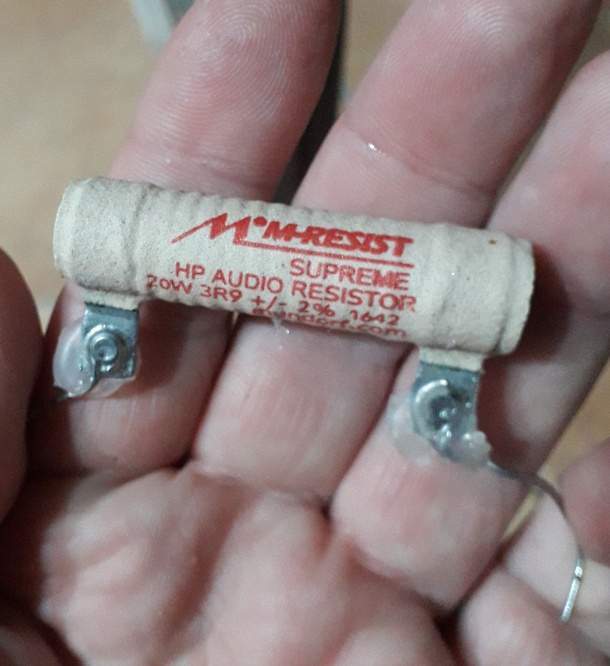 M-RESIST
SUPREME
HP AUDIO RESISTOR
20W 3R9 +/- 2% 1642